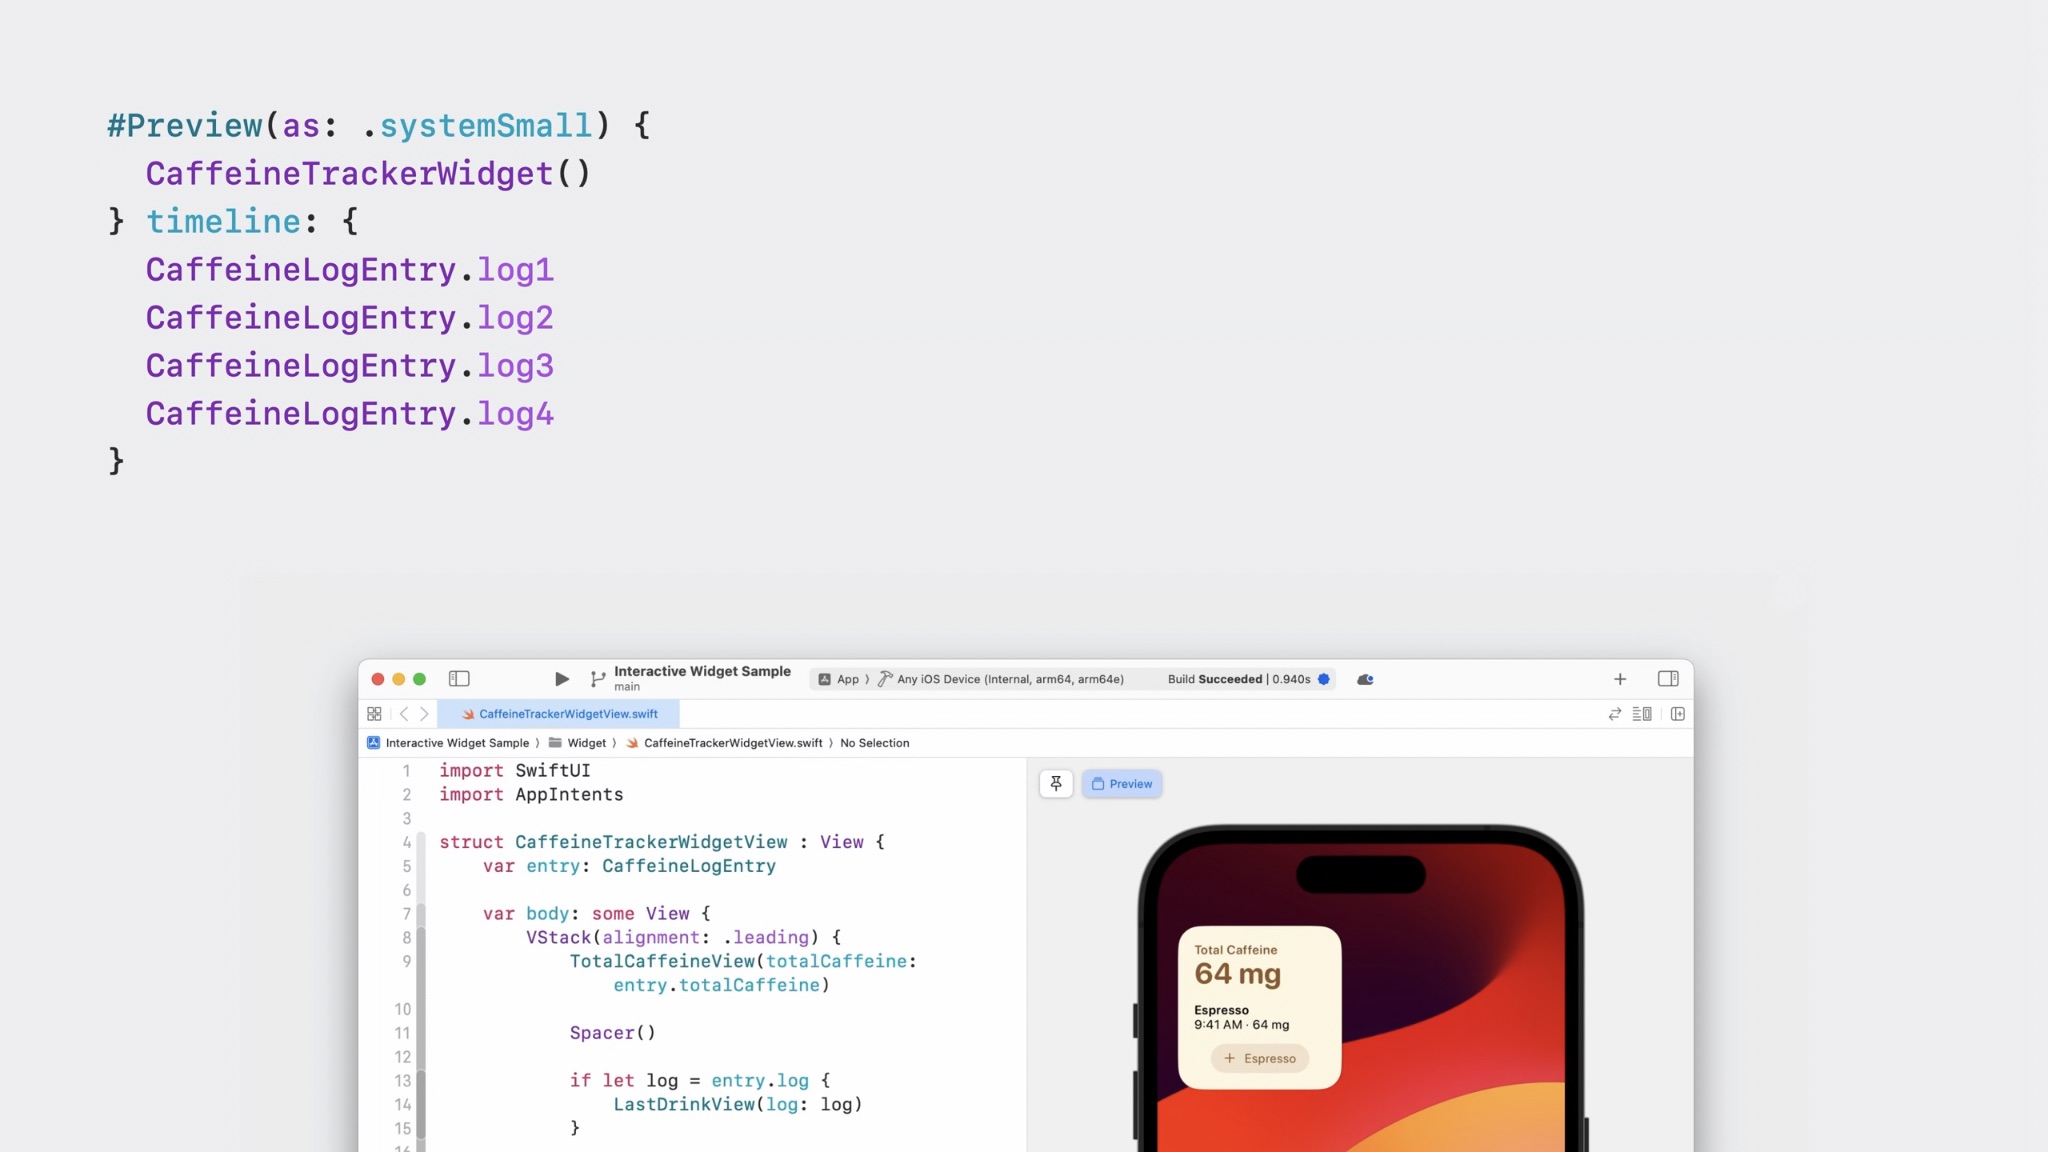 #Preview(as: .systemSmall) {
CaffeineTrackerWidget()
} timeline: {
CaffeineLogEntry.log1
CaffeineLogEntry.log2
CaffeineLogEntry.log3
CaffeineLogEntry.log4
}
Interactive Widget Sample
main
App 〉 Any iOS Device (Internal, arm64, arm64e) Build Succeeded | 0.940s
CaffeineTrackerWidgetView.swift
Interactive Widget Sample 〉 Widget 〉 CaffeineTrackerWidgetView.swift 〉 No Selection
1 import SwiftUI
2 import AppIntents
3
4 struct CaffeineTrackerWidgetView : View {
5 var entry: CaffeineLogEntry
6
7 var body: some View {
8 VStack(alignment: .leading) {
9 TotalCaffeineView(totalCaffeine:
entry.totalCaffeine)
10
11 Spacer()
12
13 if let log = entry.log {
14 LastDrinkView(log: log)
15 }
16
Preview
Total Caffeine
64 mg
Espresso
9:41 AM · 64 mg
+ Espresso